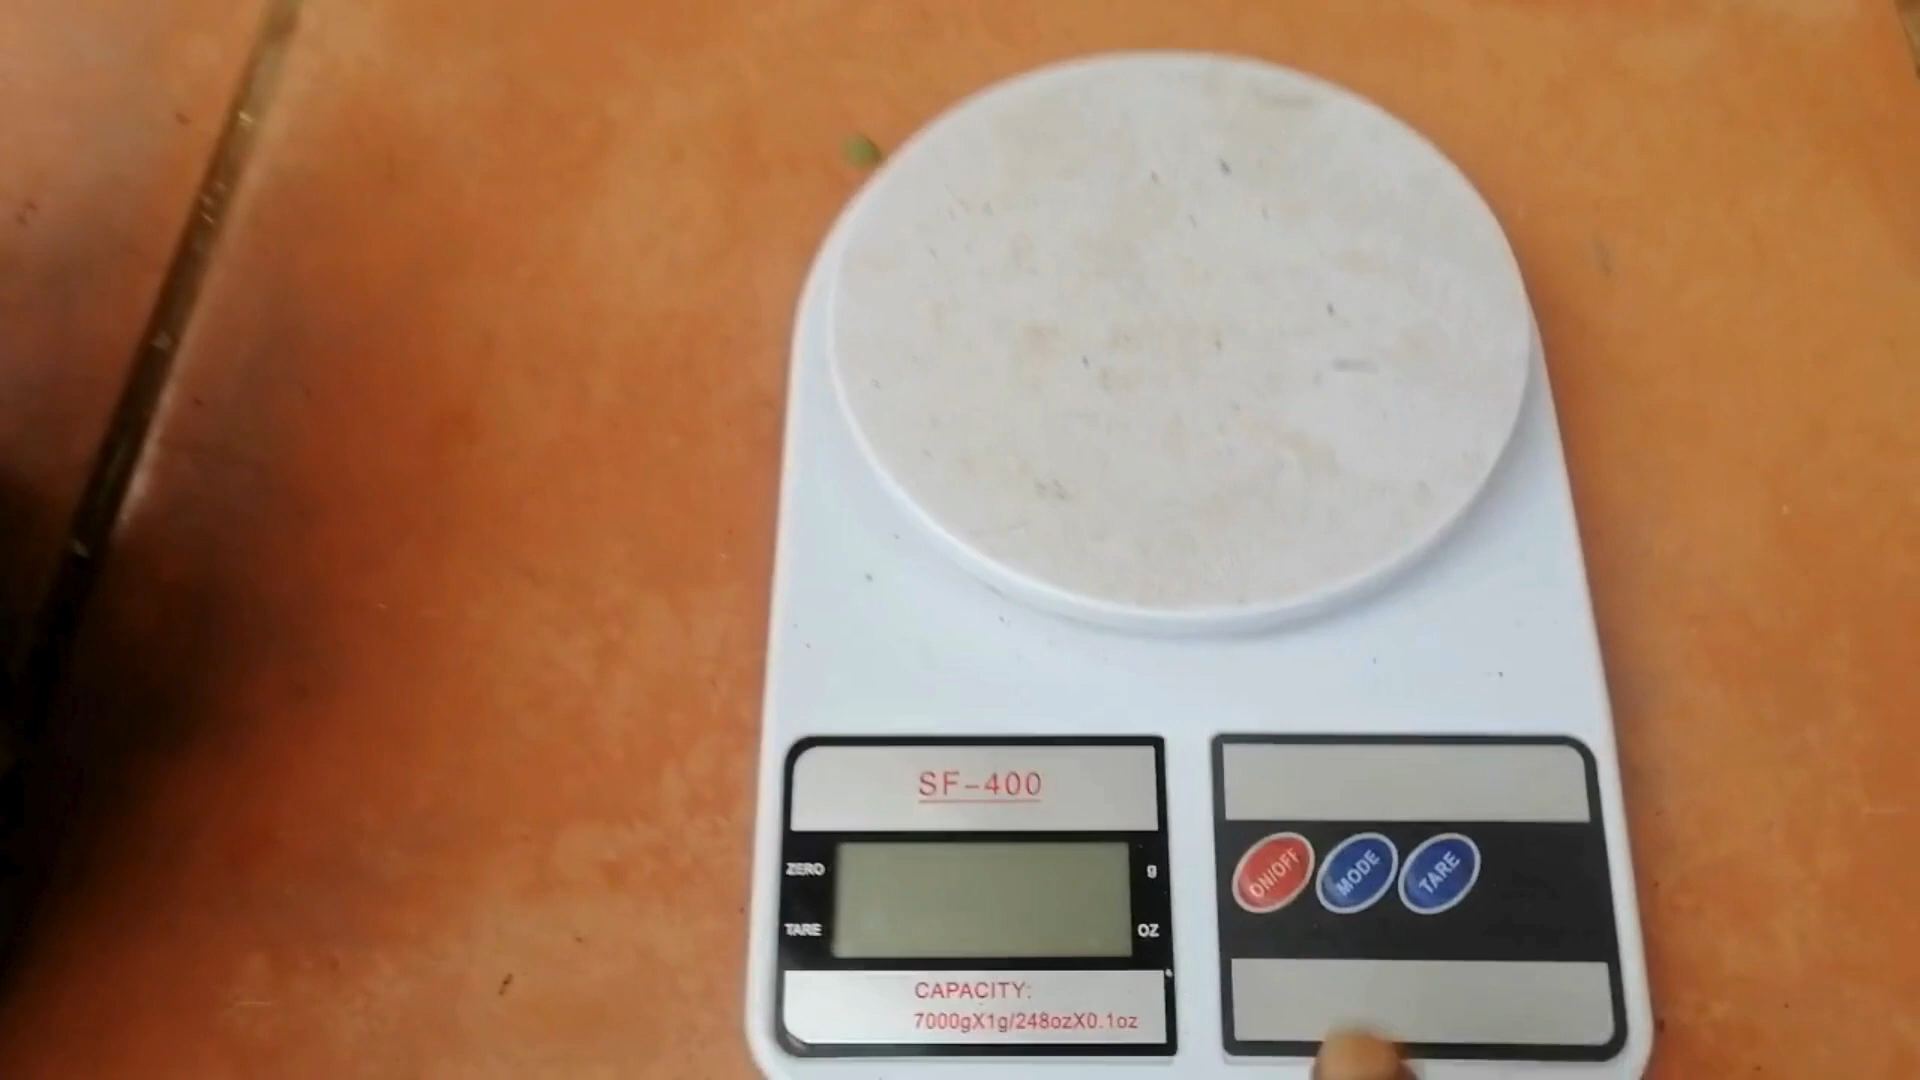 SF-400
ZERO
g
TARE
OZ
CAPACITY:
7000gX1g/248ozX0.1oz
ON/OFF
MODE
TARE